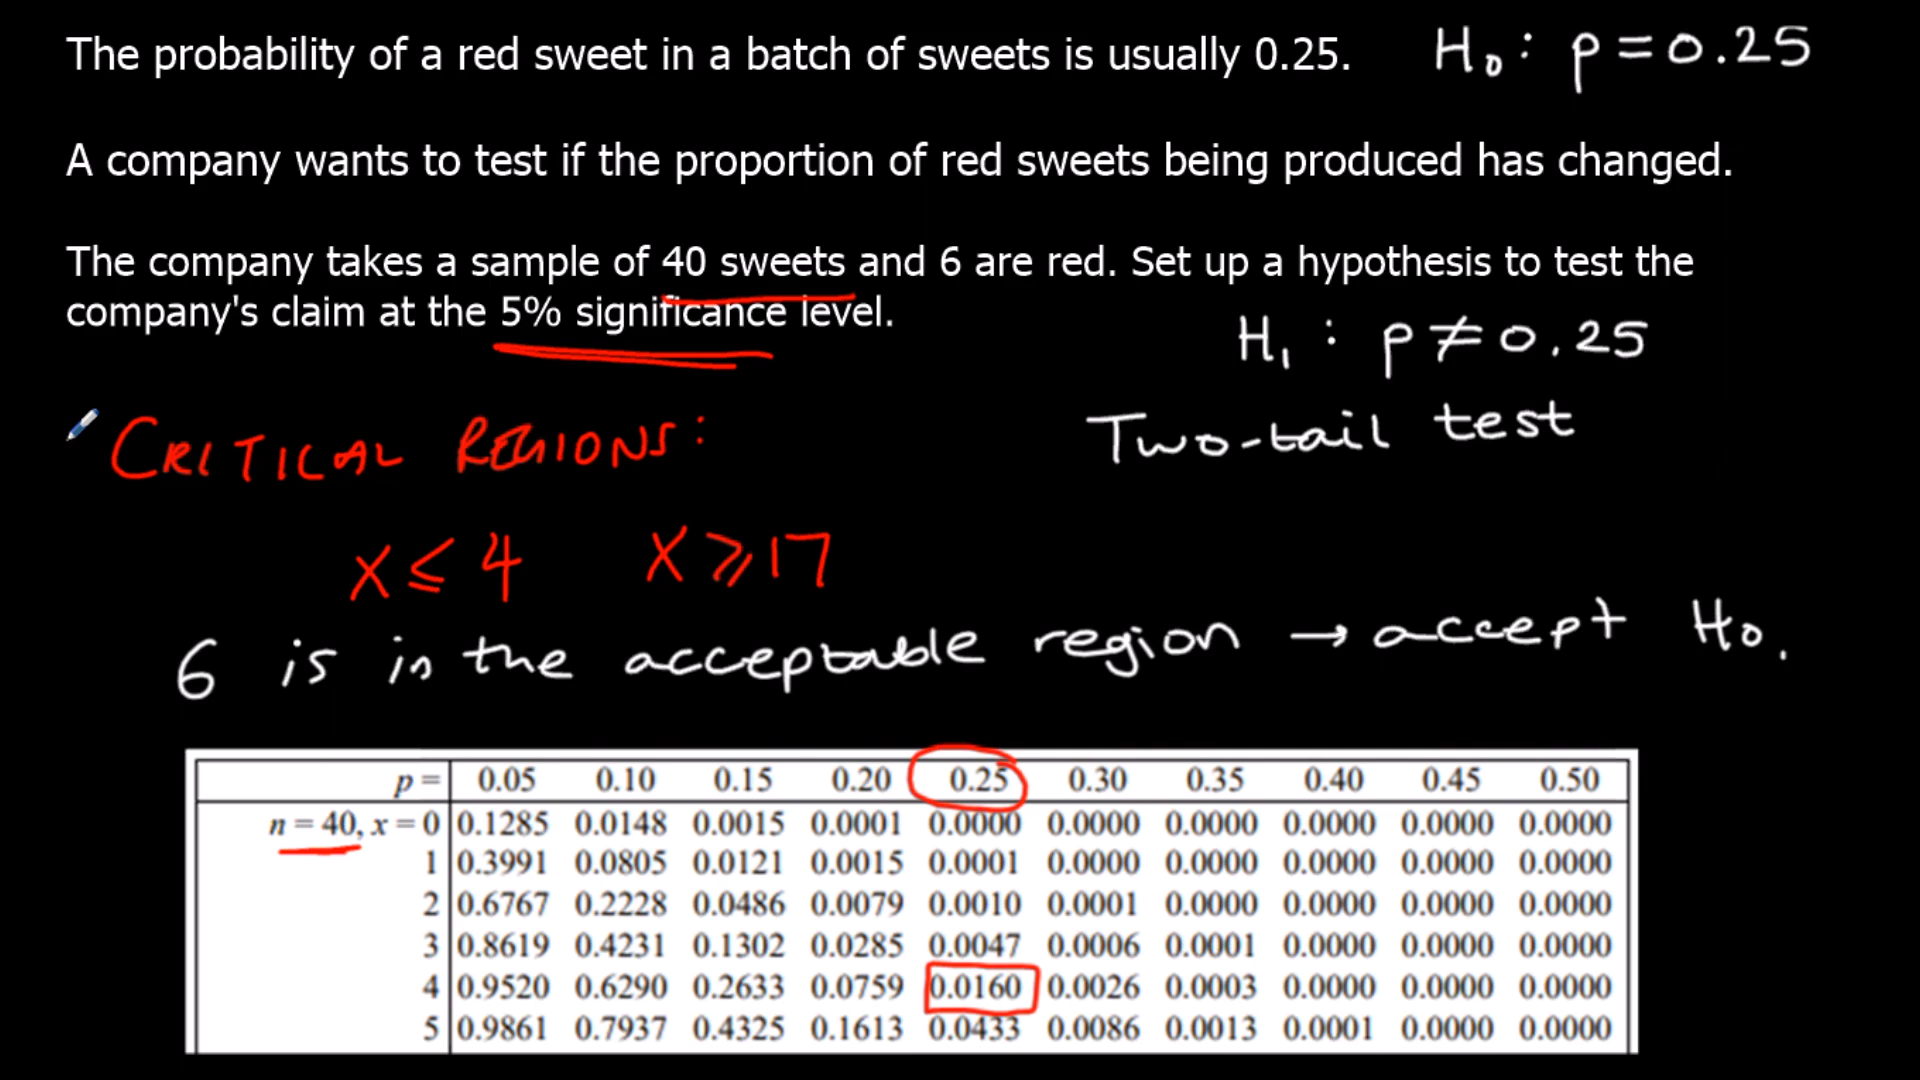 The probability of a red sweet in a batch of sweets is usually 0.25. H₀: p=0.25
A company wants to test if the proportion of red sweets being produced has changed.
The company takes a sample of 40 sweets and 6 are red. Set up a hypothesis to test the
company's claim at the 5% significance level.
H₁: p≠0.25
Two-tail test
CRITICAL REGIONS:
X ≤ 4 X ≥ 17
6 is in the acceptable region → accept H₀.
p = 0.05 0.10 0.15 0.20 0.25 0.30 0.35 0.40 0.45 0.50
n = 40, x = 0 0.1285 0.0148 0.0015 0.0001 0.0000 0.0000 0.0000 0.0000 0.0000 0.0000
1 0.3991 0.0805 0.0121 0.0015 0.0001 0.0000 0.0000 0.0000 0.0000 0.0000
2 0.6767 0.2228 0.0486 0.0079 0.0010 0.0001 0.0000 0.0000 0.0000 0.0000
3 0.8619 0.4231 0.1302 0.0285 0.0047 0.0006 0.0001 0.0000 0.0000 0.0000
4 0.9520 0.6290 0.2633 0.0759 0.0160 0.0026 0.0003 0.0000 0.0000 0.0000
5 0.9861 0.7937 0.4325 0.1613 0.0433 0.0086 0.0013 0.0001 0.0000 0.0000